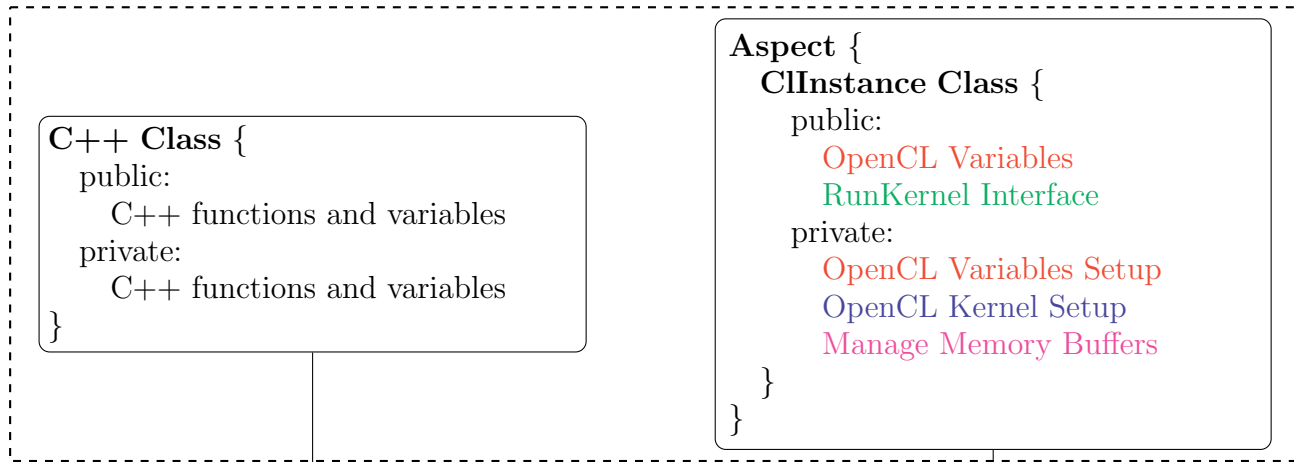 C++ Class {
public:
C++ functions and variables
private:
C++ functions and variables
}
Aspect {
ClInstance Class {
public:
OpenCL Variables
RunKernel Interface
private:
OpenCL Variables Setup
OpenCL Kernel Setup
Manage Memory Buffers
}
}